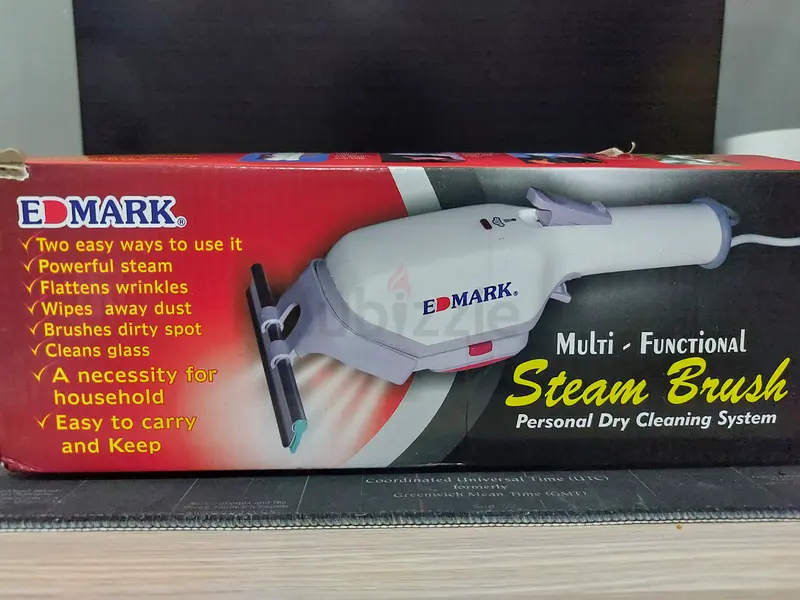 EDMARK®
Two easy ways to use it
Powerful steam
Flattens wrinkles
Wipes away dust
Brushes dirty spot
Cleans glass
A necessity for
household
Easy to carry
and Keep
EDMARK®
dubizzle
Multi - Functional
Steam Brush
Personal Dry Cleaning System
Coordinated Universal Time (UTC)
formerly
Greenwich Mean Time (GMT)